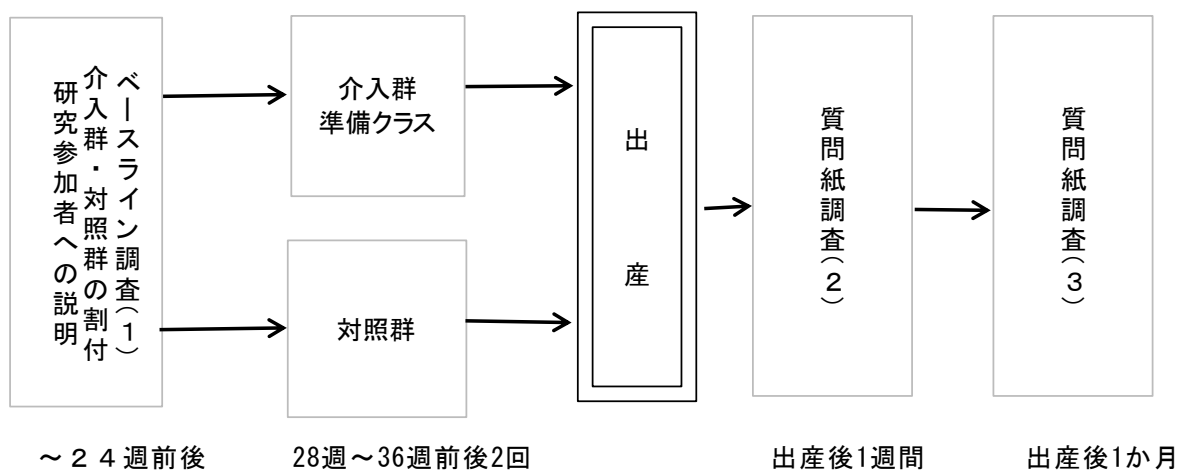 ベースライン調査（１）
介入群・対照群の割付
研究参加者への説明
介入群
準備クラス
対照群
出産
質問紙調査（２）
質問紙調査（３）
～２４週前後
28週～36週前後2回
出産後1週間
出産後1か月